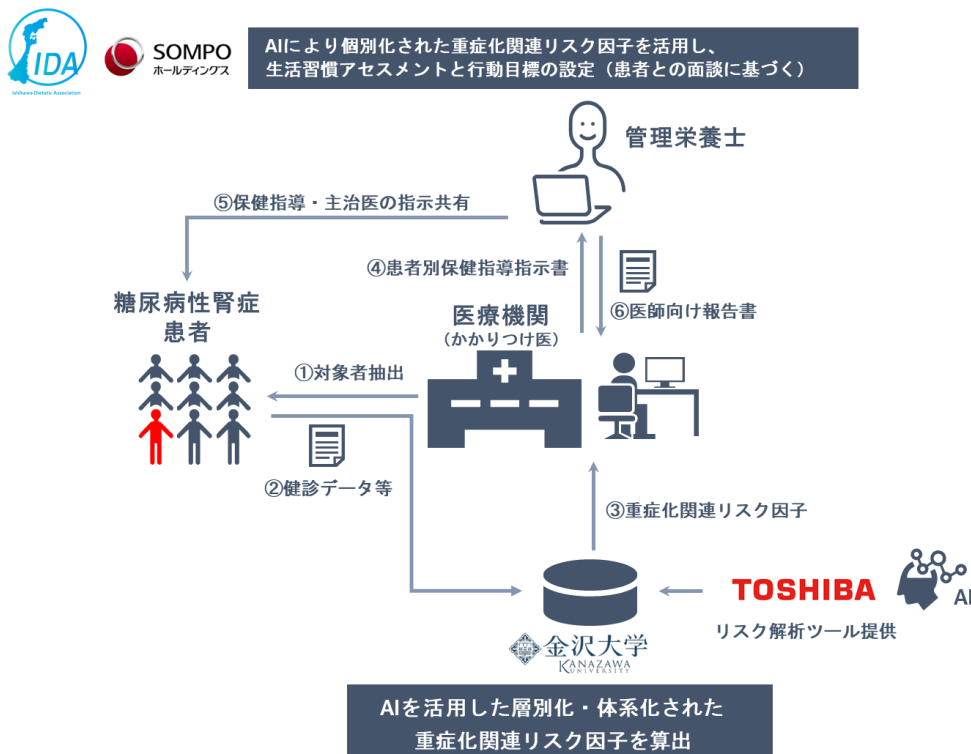 IDA
Ishikawa Dietetic Association
SOMPO
ホールディングス
AIにより個別化された重症化関連リスク因子を活用し、
生活習慣アセスメントと行動目標の設定（患者との面談に基づく）
管理栄養士
⑤保健指導・主治医の指示共有
④患者別保健指導指示書
⑥医師向け報告書
糖尿病性腎症
患者
医療機関
（かかりつけ医）
①対象者抽出
②健診データ等
③重症化関連リスク因子
TOSHIBA
AI
リスク解析ツール提供
金沢大学
KANAZAWA
UNIVERSITY
AIを活用した層別化・体系化された
重症化関連リスク因子を算出